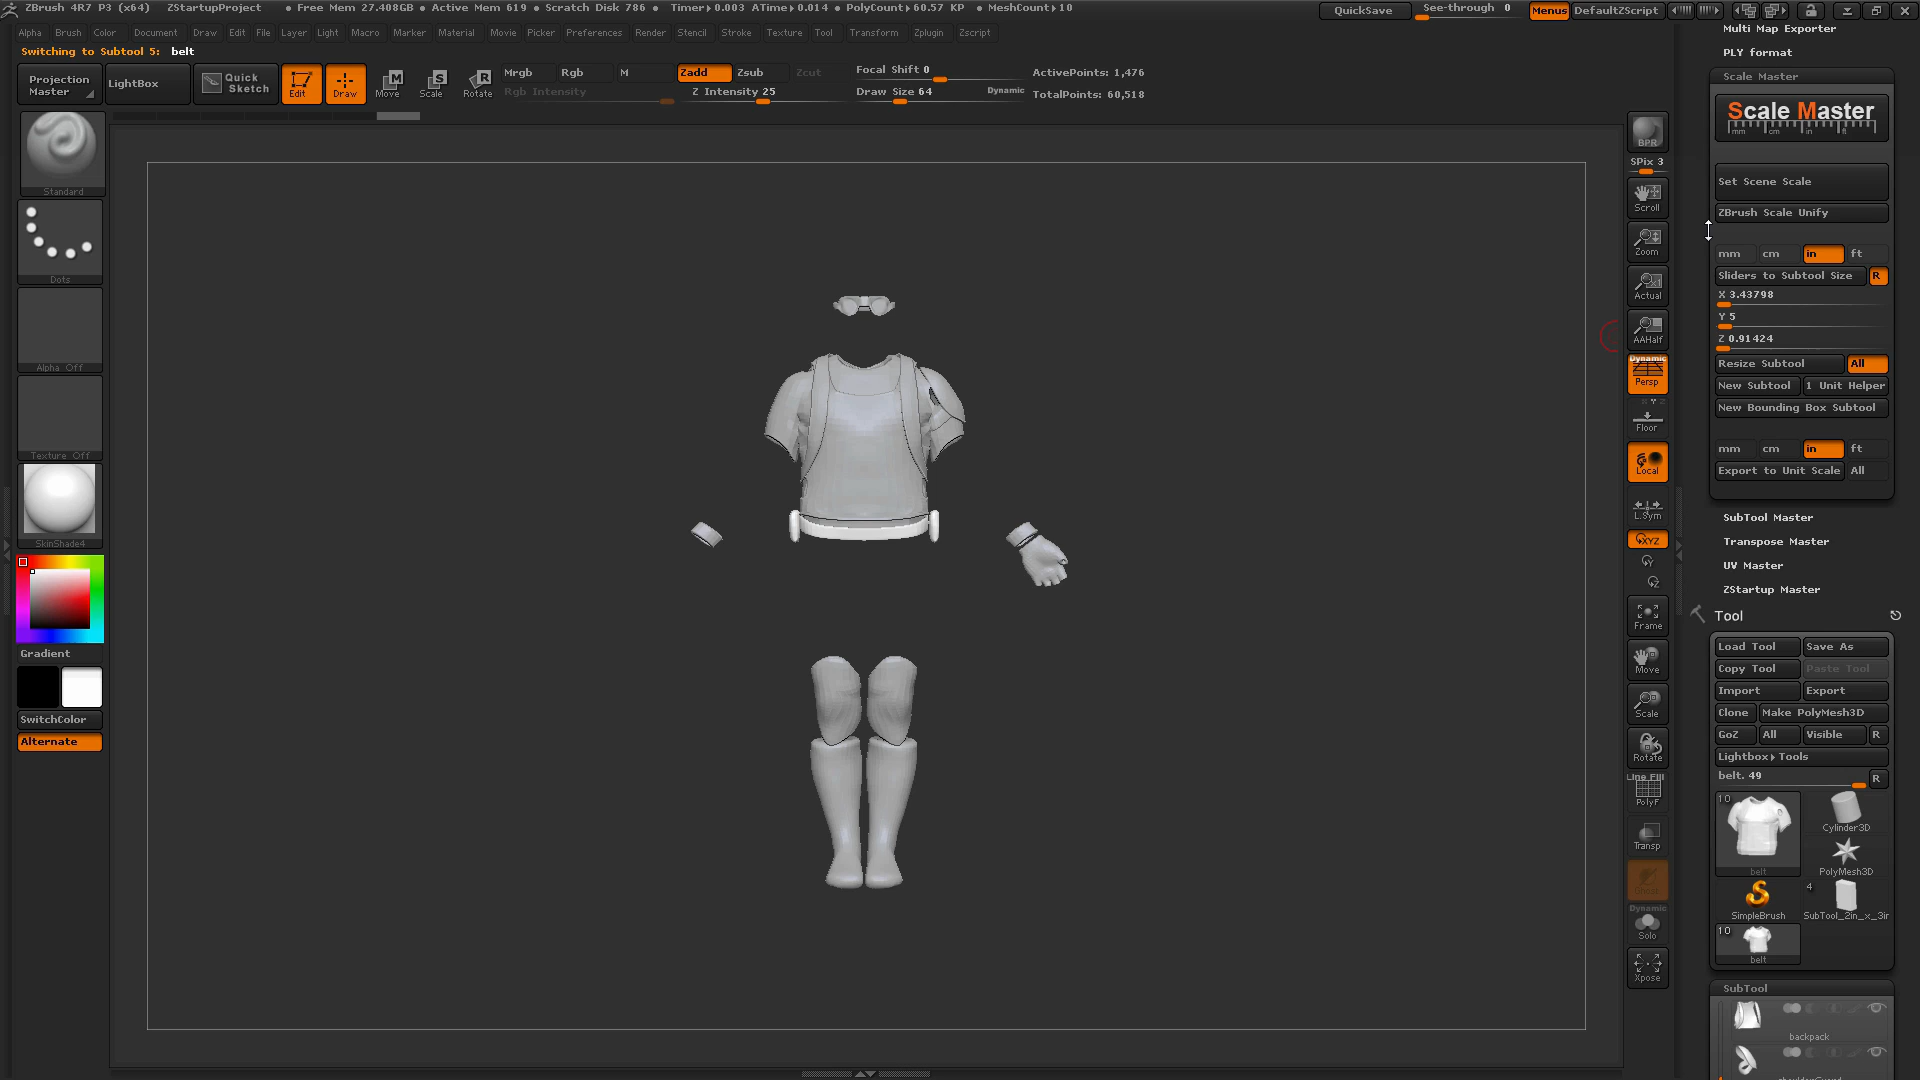 ZBrush 4R7 P3 (x64) ZStartupProject • Free Mem 27.408GB • Active Mem 619 • Scratch Disk 786 • Timer▸0.003 ATime▸0.014 • PolyCount▸60.57 KP • MeshCount▸10 QuickSave See-through 0 Menus DefaultZScript
Alpha Brush Color Document Draw Edit File Layer Light Macro Marker Material Movie Picker Preferences Render Stencil Stroke Texture Tool Transform Zplugin Zscript
Switching to Subtool 5: belt
Projection Master
LightBox
Quick Sketch
Edit
Draw
Move
Scale
Rotate
Mrgb Rgb M Zadd Zsub Zcut
Rgb Intensity Z Intensity 25
Focal Shift 0
Draw Size 64 Dynamic
ActivePoints: 1,476
TotalPoints: 60,518
Standard
Dots
Alpha Off
Texture Off
SkinShade4
Gradient
SwitchColor
Alternate
BPR
SPix 3
Scroll
Zoom
Actual
AAHalf
Dynamic
Persp
Floor
Local
L.Sym
XYZ
Y
Z
Frame
Move
Scale
Rotate
Line Fill
PolyF
Transp
Ghost
Dynamic
Solo
Xpose
Multi Map Exporter
PLY format
Scale Master
Scale Master
mm cm in ft
Set Scene Scale
ZBrush Scale Unify
mm cm in ft
Sliders to Subtool Size R
X 3.43798
Y 5
Z 0.91424
Resize Subtool All
New Subtool 1 Unit Helper
New Bounding Box Subtool
mm cm in ft
Export to Unit Scale All
SubTool Master
Transpose Master
UV Master
ZStartup Master
Tool
Load Tool Save As
Copy Tool Paste Tool
Import Export
Clone Make PolyMesh3D
GoZ All Visible R
Lightbox▸Tools
belt. 49 R
10
belt
Cylinder3D
PolyMesh3D
SimpleBrush
4
SubTool_2in_x_3in
10
belt
SubTool
backpack